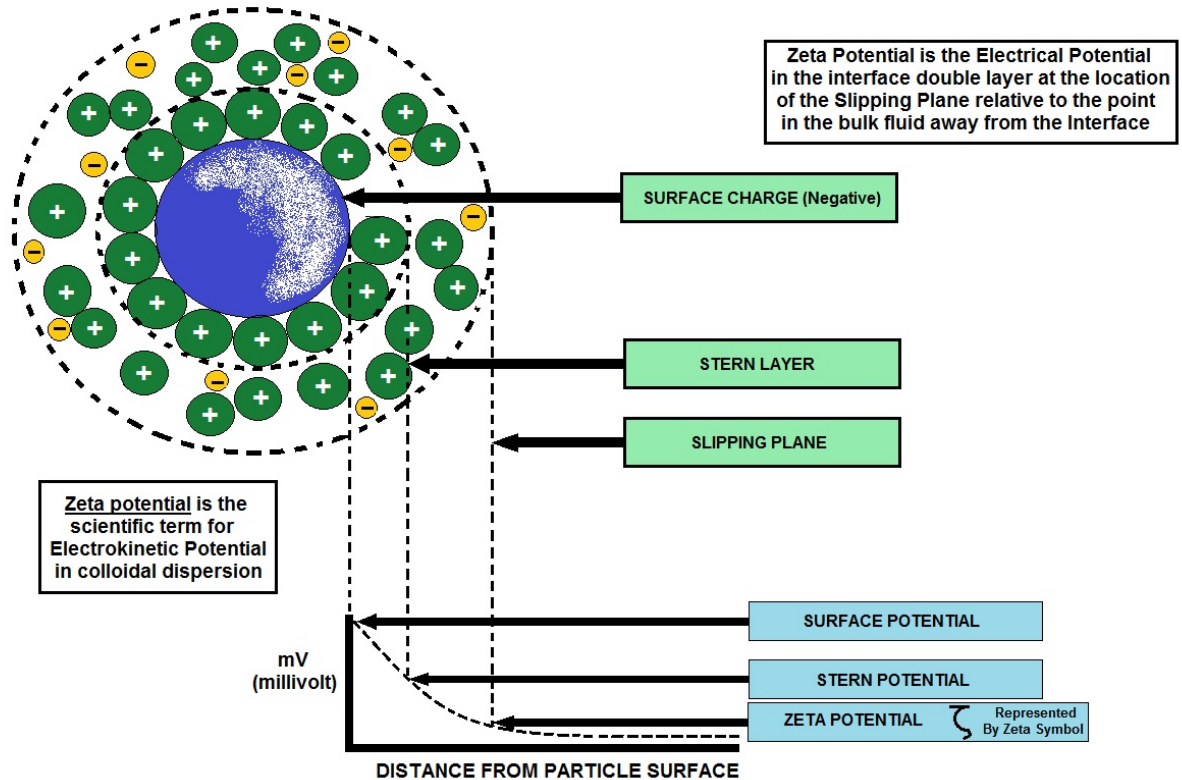 Zeta Potential is the Electrical Potential
in the interface double layer at the location
of the Slipping Plane relative to the point
in the bulk fluid away from the Interface
SURFACE CHARGE (Negative)
STERN LAYER
SLIPPING PLANE
Zeta potential is the
scientific term for
Electrokinetic Potential
in colloidal dispersion
SURFACE POTENTIAL
mV
(millivolt)
STERN POTENTIAL
ZETA POTENTIAL ζ Represented
By Zeta Symbol
DISTANCE FROM PARTICLE SURFACE